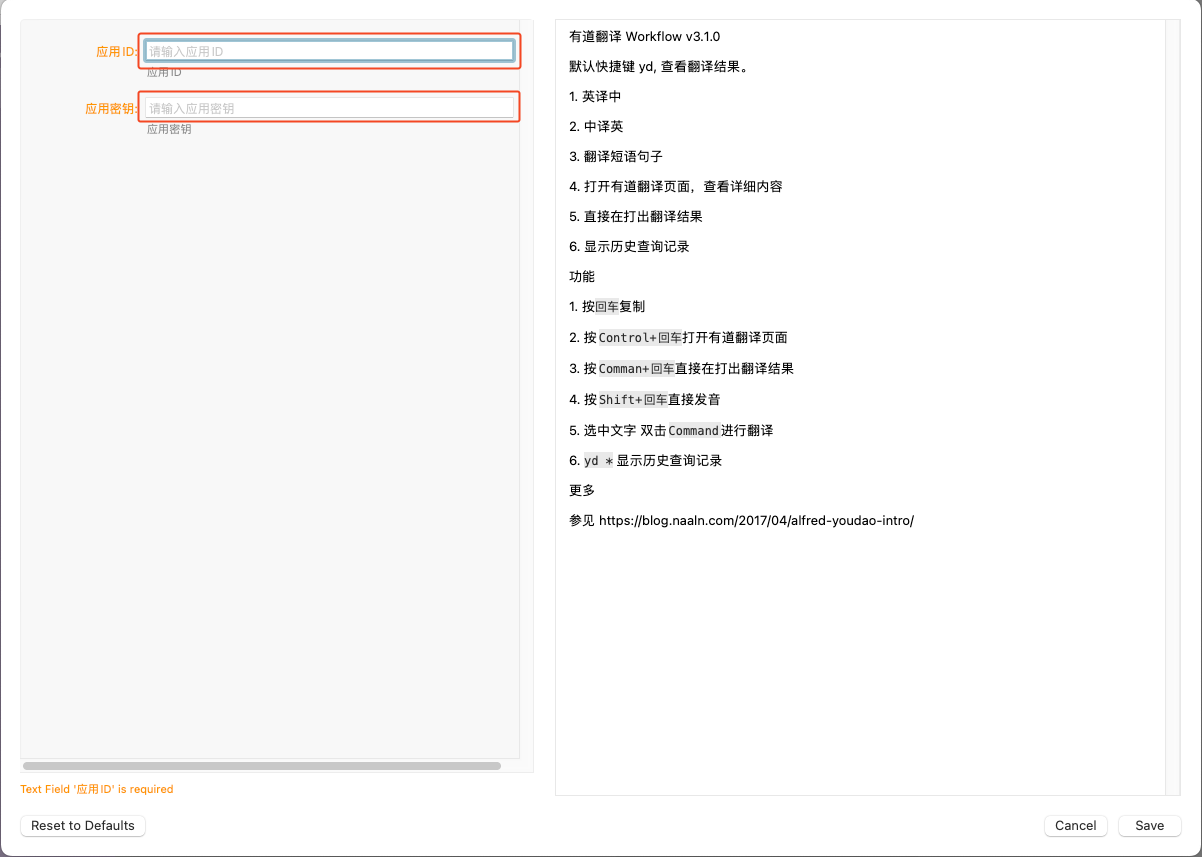 应用ID:
请输入应用ID
应用ID
应用密钥:
请输入应用密钥
应用密钥
Text Field '应用ID' is required
Reset to Defaults
有道翻译 Workflow v3.1.0
默认快捷键 yd, 查看翻译结果。
1. 英译中
2. 中译英
3. 翻译短语句子
4. 打开有道翻译页面，查看详细内容
5. 直接在打出翻译结果
6. 显示历史查询记录
功能
1. 按回车复制
2. 按Control+回车打开有道翻译页面
3. 按Comman+回车直接在打出翻译结果
4. 按Shift+回车直接发音
5. 选中文字 双击Command进行翻译
6. yd * 显示历史查询记录
更多
参见 https://blog.naaln.com/2017/04/alfred-youdao-intro/
Cancel
Save